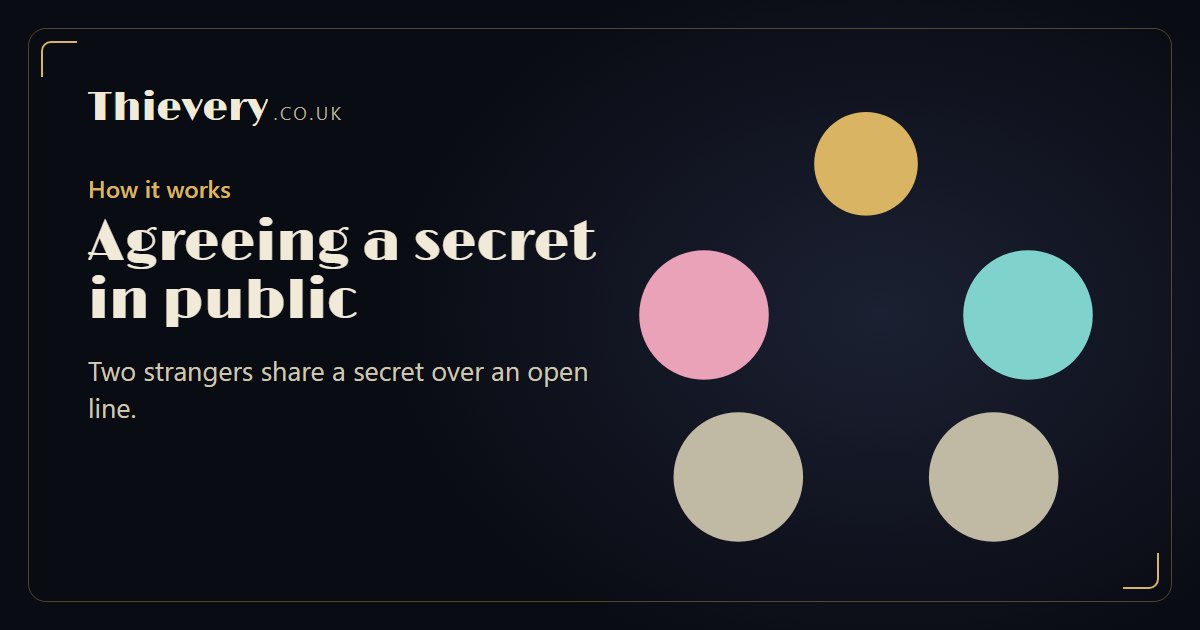 Thievery.CO.UK
How it works
Agreeing a secret
in public
Two strangers share a secret over an open
line.